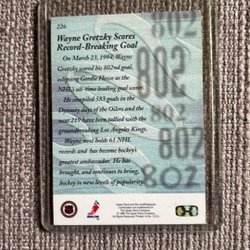 226
802
Wayne Gretzky Scores
Record-Breaking Goal
On March 23, 1994, Wayne
Gretzky scored his 802nd goal,
eclipsing Gordie Howe as the
NHL's all-time leading goal scorer.
He compiled 583 goals in the
Dynasty days of the Oilers and the
next 219 have been tallied with the
groundbreaking Los Angeles Kings.
Wayne now holds 61 NHL
records and has become hockey's
greatest ambassador. He has
brought, and continues to bring,
hockey to new levels of popularity.
802
802
802
802